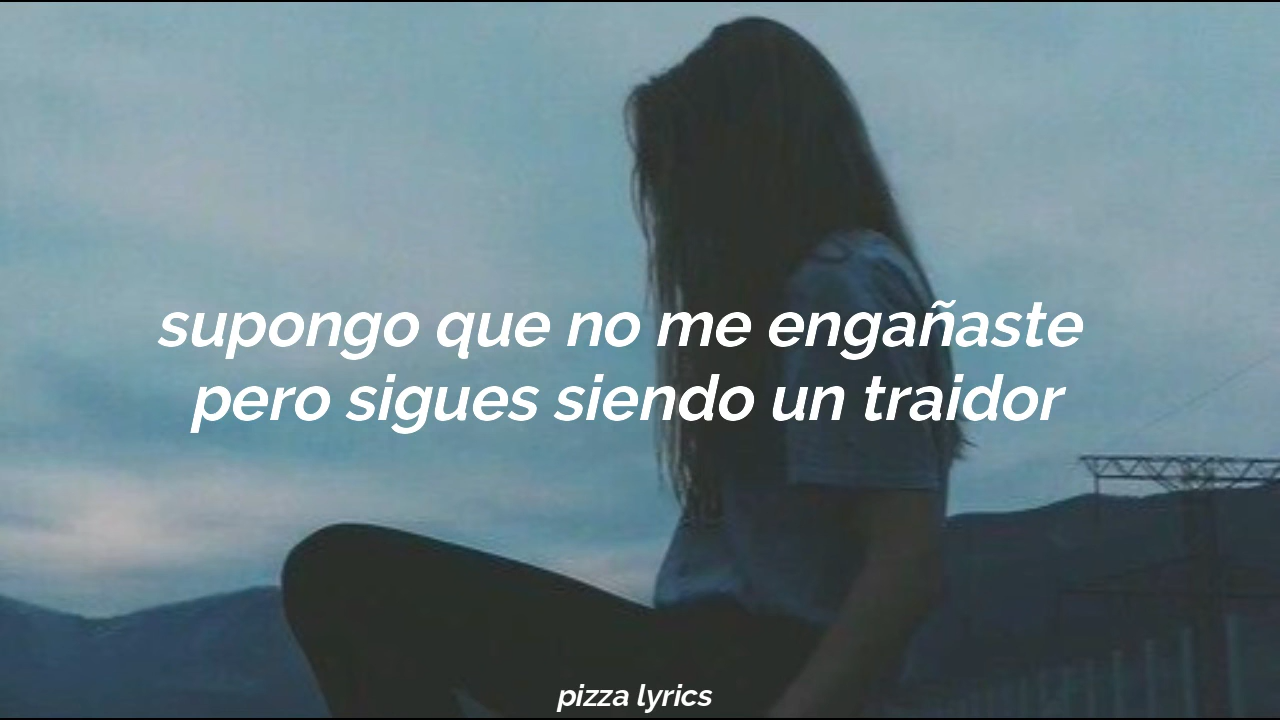 supongo que no me engañaste
pero sigues siendo un traidor
pizza lyrics